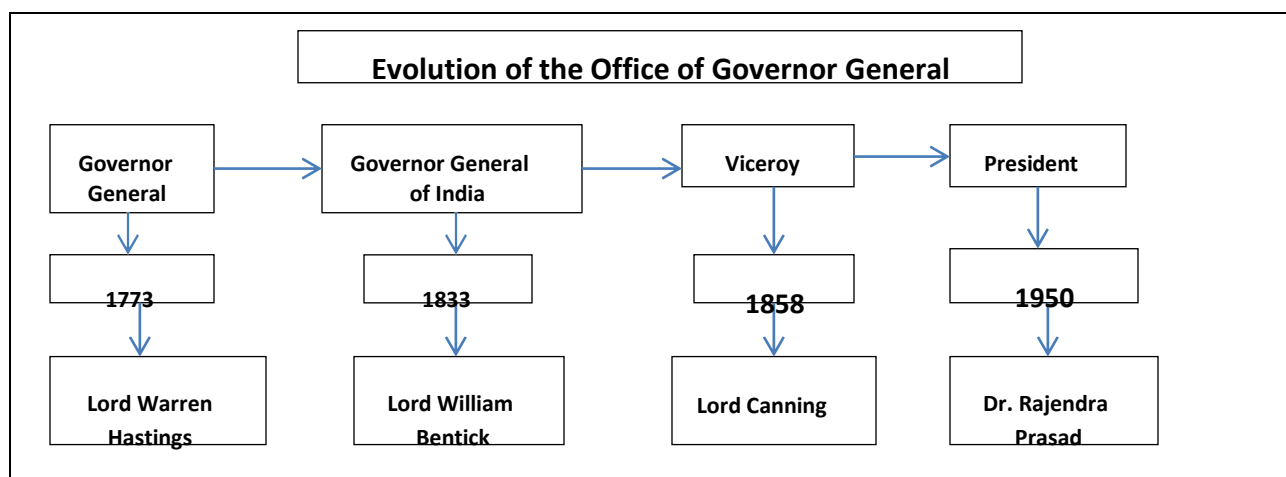 Evolution of the Office of Governor General
Governor
General
Governor General
of India
Viceroy
President
1773
1833
1858
1950
Lord Warren
Hastings
Lord William
Bentick
Lord Canning
Dr. Rajendra
Prasad